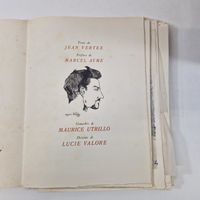 Texte de
JEAN VERTEX
Préface de
MARCEL AYMÉ
Gouaches de
MAURICE UTRILLO
Dessins de
LUCIE VALORE